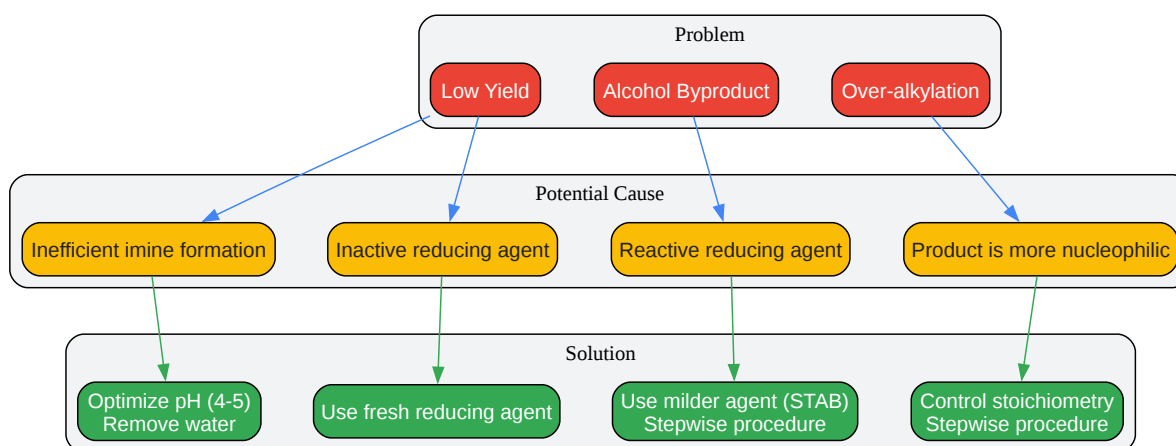 Problem
Low Yield
Alcohol Byproduct
Over-alkylation
Potential Cause
Inefficient imine formation
Inactive reducing agent
Reactive reducing agent
Product is more nucleophilic
Solution
Optimize pH (4-5)
Remove water
Use fresh reducing agent
Use milder agent (STAB)
Stepwise procedure
Control stoichiometry
Stepwise procedure